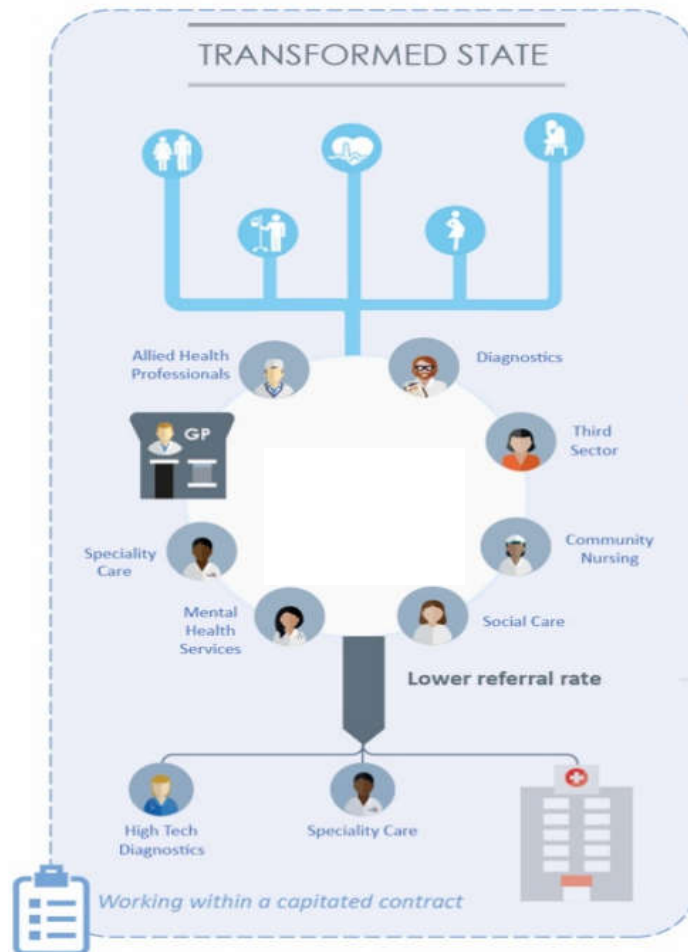 TRANSFORMED STATE
Allied Health
Professionals
Diagnostics
GP
Third
Sector
Speciality
Care
Community
Nursing
Mental
Health
Services
Social Care
Lower referral rate
High Tech
Diagnostics
Speciality Care
Working within a capitated contract